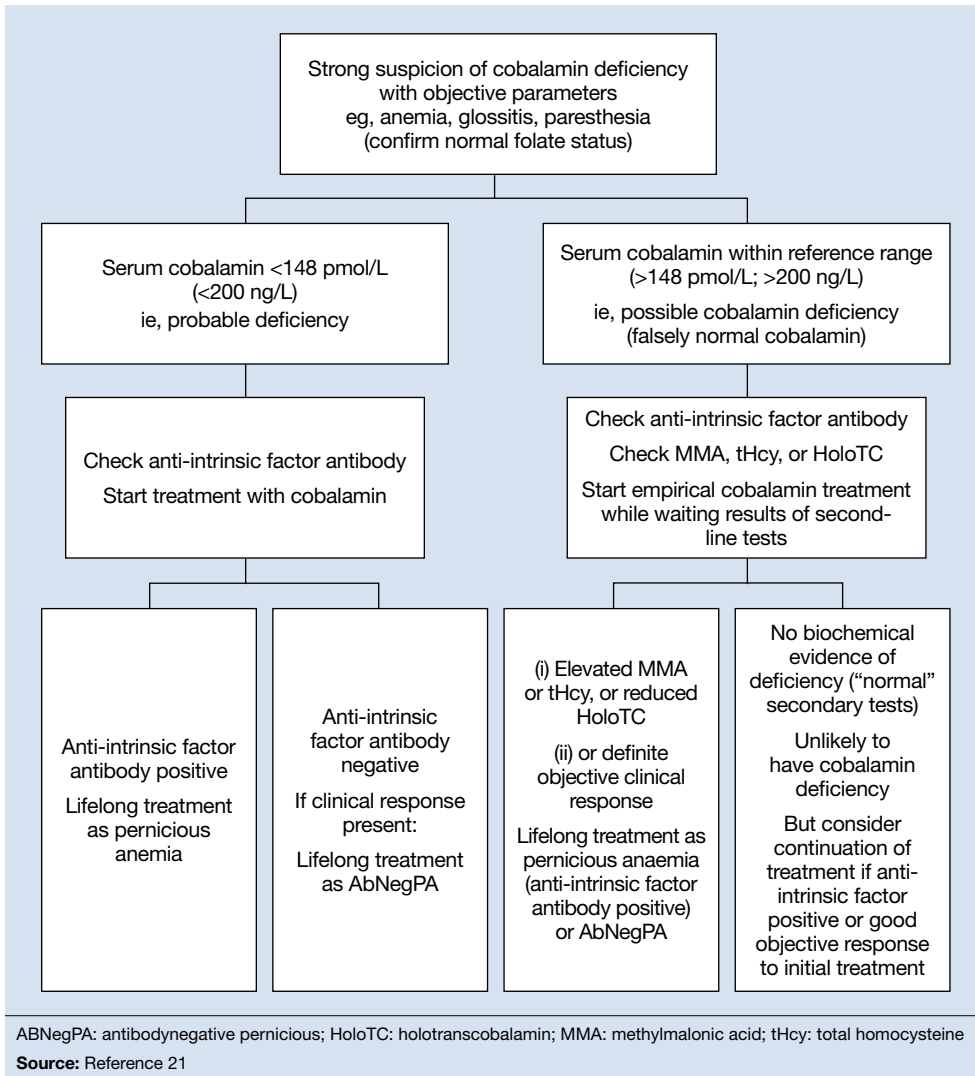 Strong suspicion of cobalamin deficiency
with objective parameters
eg, anemia, glossitis, paresthesia
(confirm normal folate status)
Serum cobalamin <148 pmol/L
(<200 ng/L)
ie, probable deficiency
Serum cobalamin within reference range
(>148 pmol/L; >200 ng/L)
ie, possible cobalamin deficiency
(falsely normal cobalamin)
Check anti-intrinsic factor antibody
Start treatment with cobalamin
Check anti-intrinsic factor antibody
Check MMA, tHcy, or HoloTC
Start empirical cobalamin treatment
while waiting results of second-
line tests
Anti-intrinsic factor
antibody positive
Lifelong treatment
as pernicious
anemia
Anti-intrinsic
factor antibody
negative
If clinical response
present:
Lifelong treatment
as AbNegPA
(i) Elevated MMA
or tHcy, or reduced
HoloTC
(ii) or definite
objective clinical
response
Lifelong treatment as
pernicious anaemia
(anti-intrinsic factor
antibody positive)
or AbNegPA
No biochemical
evidence of
deficiency (“normal”
secondary tests)
Unlikely to
have cobalamin
deficiency
But consider
continuation of
treatment if anti-
intrinsic factor
positive or good
objective response
to initial treatment
ABNegPA: antibodynegative pernicious; HoloTC: holotranscobalamin; MMA: methylmalonic acid; tHcy: total homocysteine
Source: Reference 21